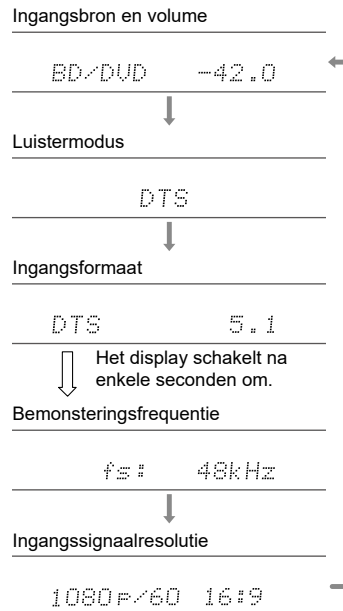 Ingangsbron en volume
BD/DVD -42.0
Luistermodus
DTS
Ingangsformaat
DTS 5.1
Het display schakelt na
enkele seconden om.
Bemonsteringsfrequentie
fs: 48kHz
Ingangssignaalresolutie
1080p/60 16:9